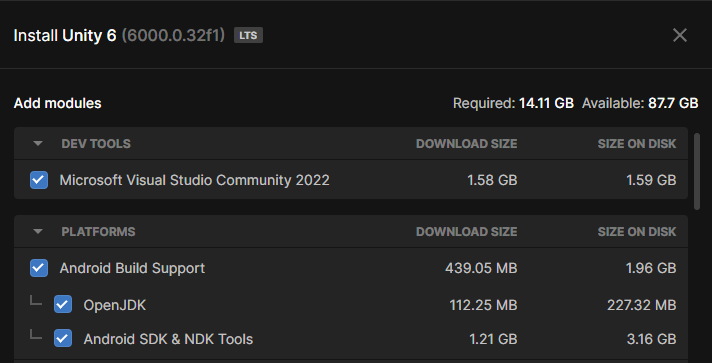 Install Unity 6 (6000.0.32f1) LTS
Add modules Required: 14.11 GB Available: 87.7 GB
DEV TOOLS DOWNLOAD SIZE SIZE ON DISK
Microsoft Visual Studio Community 2022 1.58 GB 1.59 GB
PLATFORMS DOWNLOAD SIZE SIZE ON DISK
Android Build Support 439.05 MB 1.96 GB
OpenJDK 112.25 MB 227.32 MB
Android SDK & NDK Tools 1.21 GB 3.16 GB